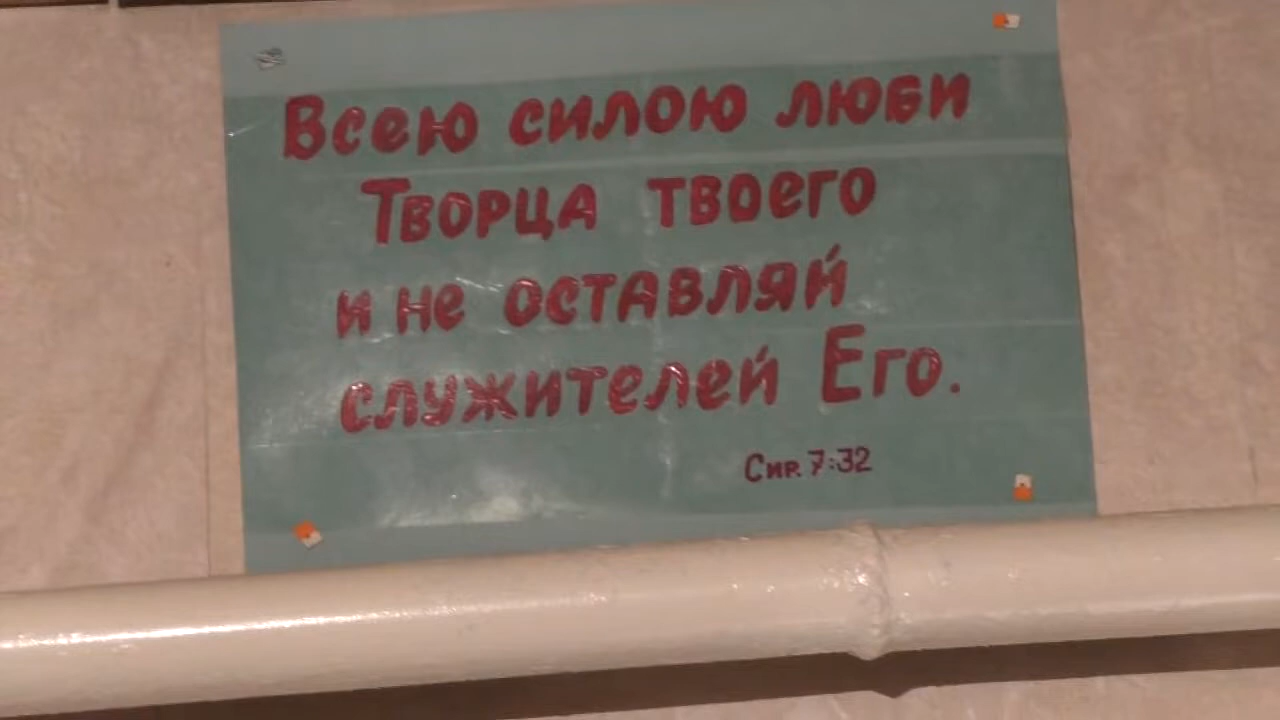 Всею силою люби
Творца твоего
и не оставляй
служителей Его.
Сир. 7:32